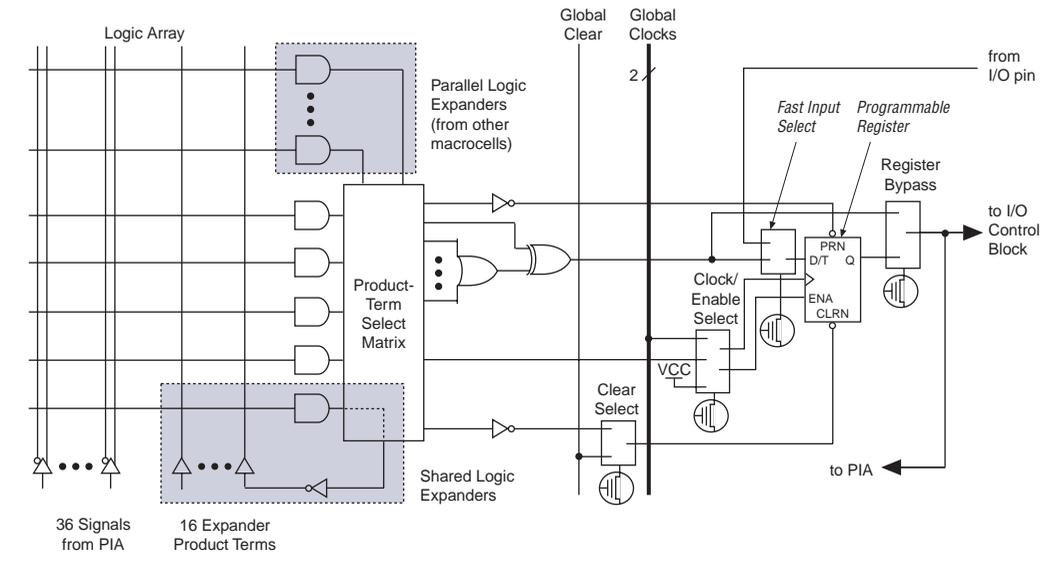 Logic Array
Global
Clear
Global
Clocks
2
from
I/O pin
Parallel Logic
Expanders
(from other
macrocells)
Fast Input
Select
Programmable
Register
Register
Bypass
to I/O
Control
Block
PRN
D/T Q
ENA
CLRN
Clock/
Enable
Select
Product-
Term
Select
Matrix
VCC
Clear
Select
to PIA
Shared Logic
Expanders
36 Signals
from PIA
16 Expander
Product Terms